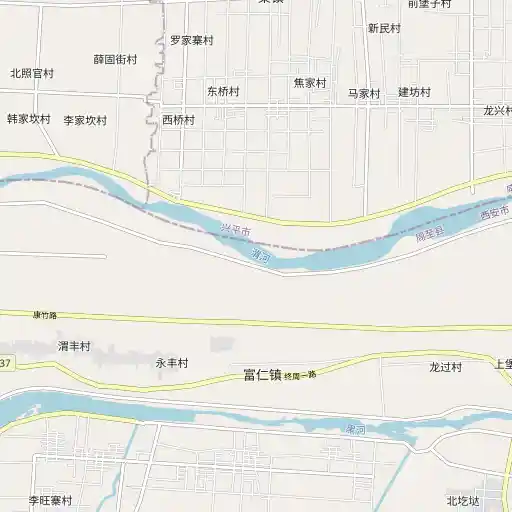 前堡子村
新民村
罗家寨村
薛固街村
北照官村
焦家村
东桥村
马家村
建坊村
龙兴村
韩家坎村
李家坎村
西桥村
兴平市
西安市
周至县
渭河
康竹路
渭丰村
永丰村
37
富仁镇
终周一路
龙过村
上堡
黑河
李旺寨村
北圪垯